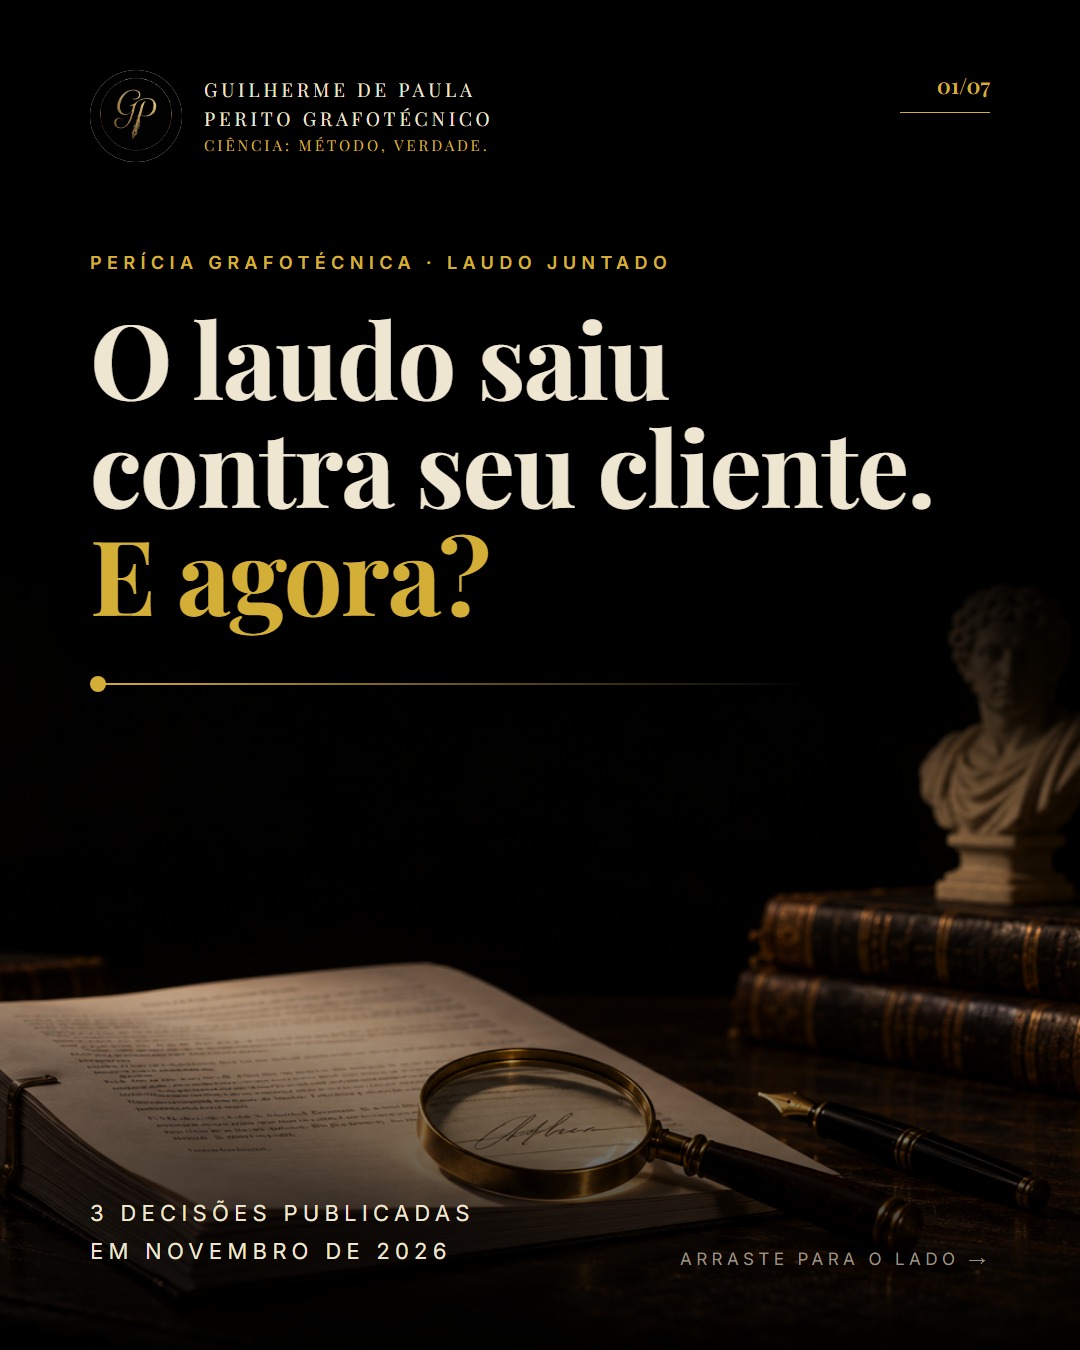 GP
GUILHERME DE PAULA
PERITO GRAFOTÉCNICO
CIÊNCIA: MÉTODO, VERDADE.
01/07
PERÍCIA GRAFOTÉCNICA · LAUDO JUNTADO
O laudo saiu
contra seu cliente.
E agora?
3 DECISÕES PUBLICADAS
EM NOVEMBRO DE 2026
ARRASTE PARA O LADO →